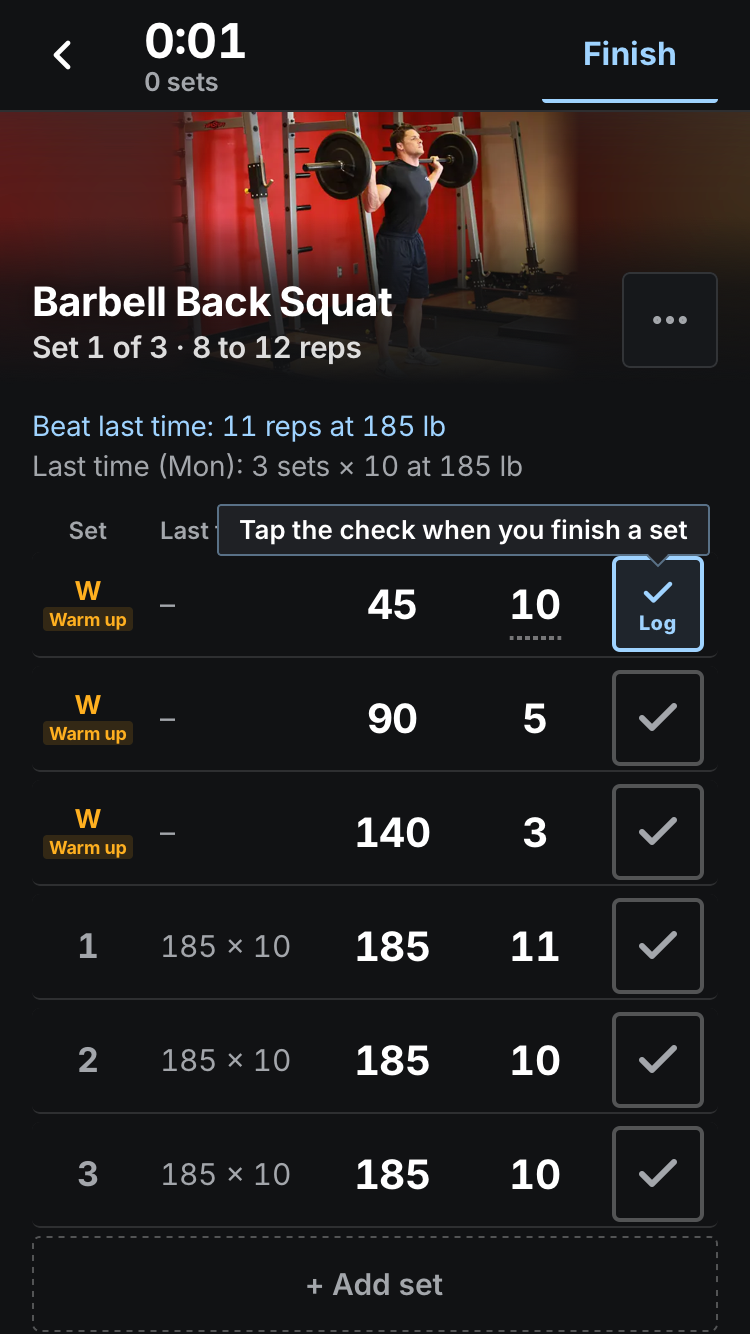 0:01
0 sets
Finish
Barbell Back Squat
Set 1 of 3 · 8 to 12 reps
Beat last time: 11 reps at 185 lb
Last time (Mon): 3 sets × 10 at 185 lb
Set Last
Tap the check when you finish a set
W
Warm up
– 45 10
Log
W
Warm up
– 90 5
W
Warm up
– 140 3
1 185 × 10 185 11
2 185 × 10 185 10
3 185 × 10 185 10
+ Add set